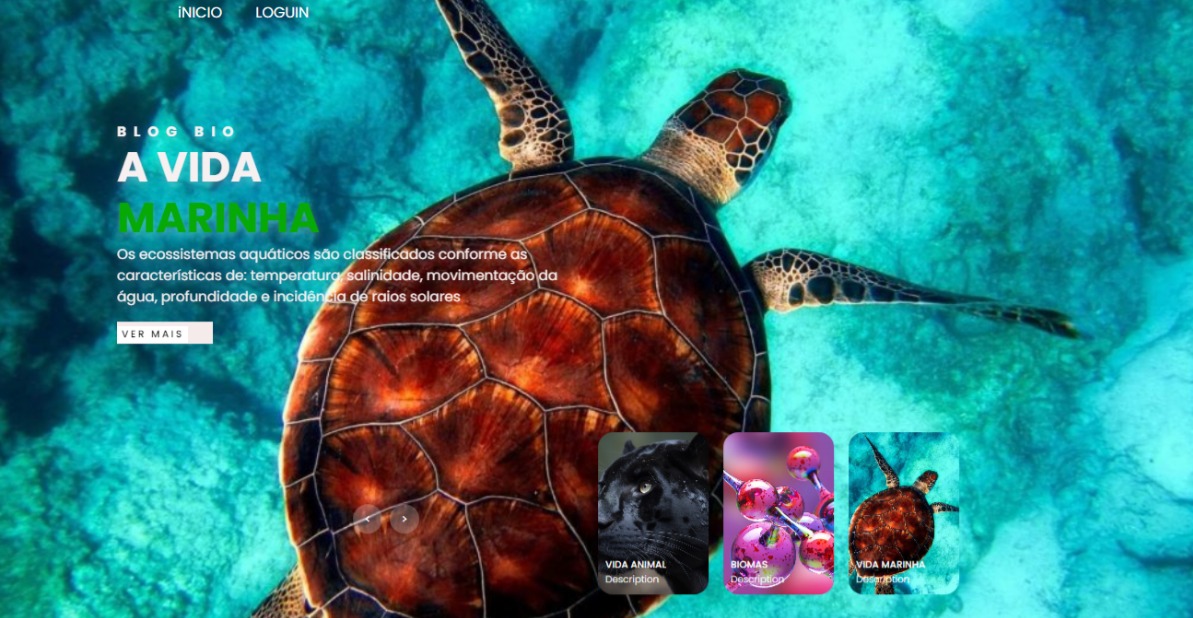 iNICIO LOGUIN
BLOG BIO
A VIDA
MARINHA
Os ecossistemas aquáticos são classificados conforme as
características de: temperatura, salinidade, movimentação da
água, profundidade e incidência de raios solares
VER MAIS
< >
VIDA ANIMAL
Description
BIOMAS
Description
VIDA MARINHA
Description